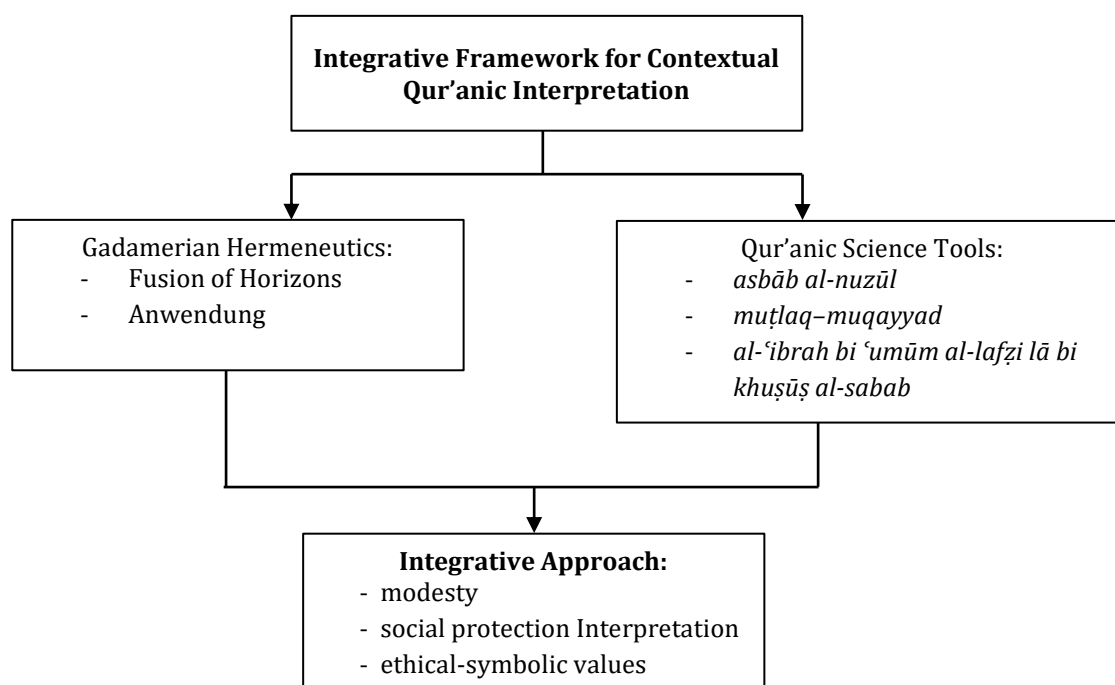 Integrative Framework for Contextual
Qur’anic Interpretation
Gadamerian Hermeneutics:
- Fusion of Horizons
- Anwendung
Qur’anic Science Tools:
- asbāb al-nuzūl
- muṭlaq–muqayyad
- al-ʿibrah bi ʿumūm al-lafẓi lā bi
khuṣūṣ al-sabab
Integrative Approach:
- modesty
- social protection Interpretation
- ethical-symbolic values